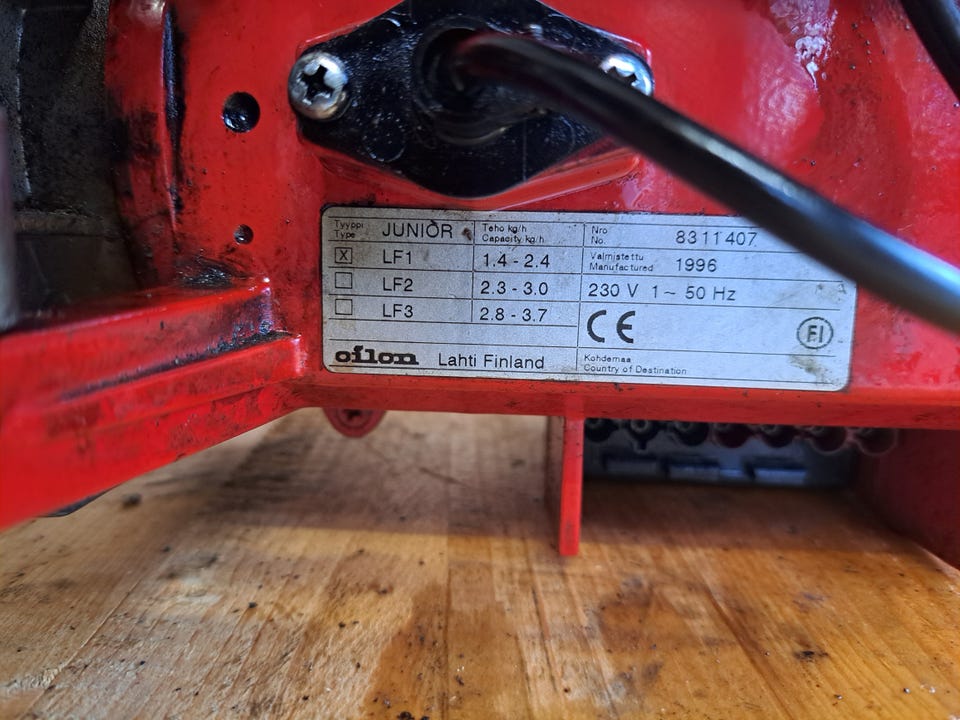 Tyyppi
Type JUNIOR
Teho kg/h
Capacity kg/h
Nro
No. 8311407
X LF1 1.4 - 2.4
LF2 2.3 - 3.0
LF3 2.8 - 3.7
Valmistettu
Manufactured 1996
230 V 1~ 50 Hz
CE
FI
oilon Lahti Finland
Kohdemaa
Country of Destination